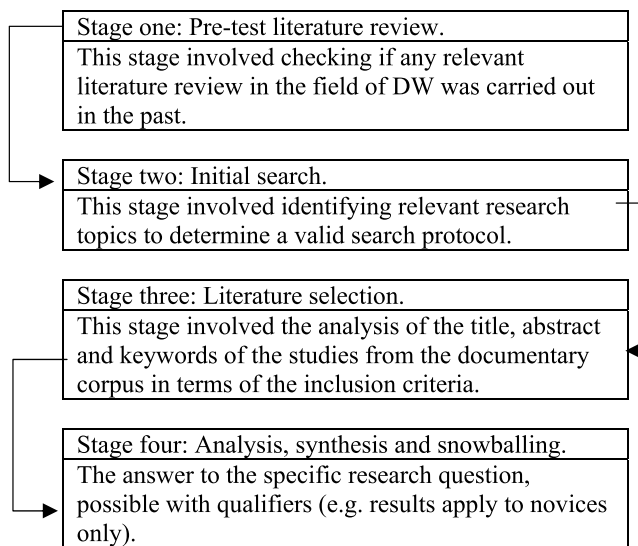 Stage one: Pre-test literature review.
This stage involved checking if any relevant
literature review in the field of DW was carried out
in the past.
Stage two: Initial search.
This stage involved identifying relevant research
topics to determine a valid search protocol.
Stage three: Literature selection.
This stage involved the analysis of the title, abstract
and keywords of the studies from the documentary
corpus in terms of the inclusion criteria.
Stage four: Analysis, synthesis and snowballing.
The answer to the specific research question,
possible with qualifiers (e.g. results apply to novices
only).